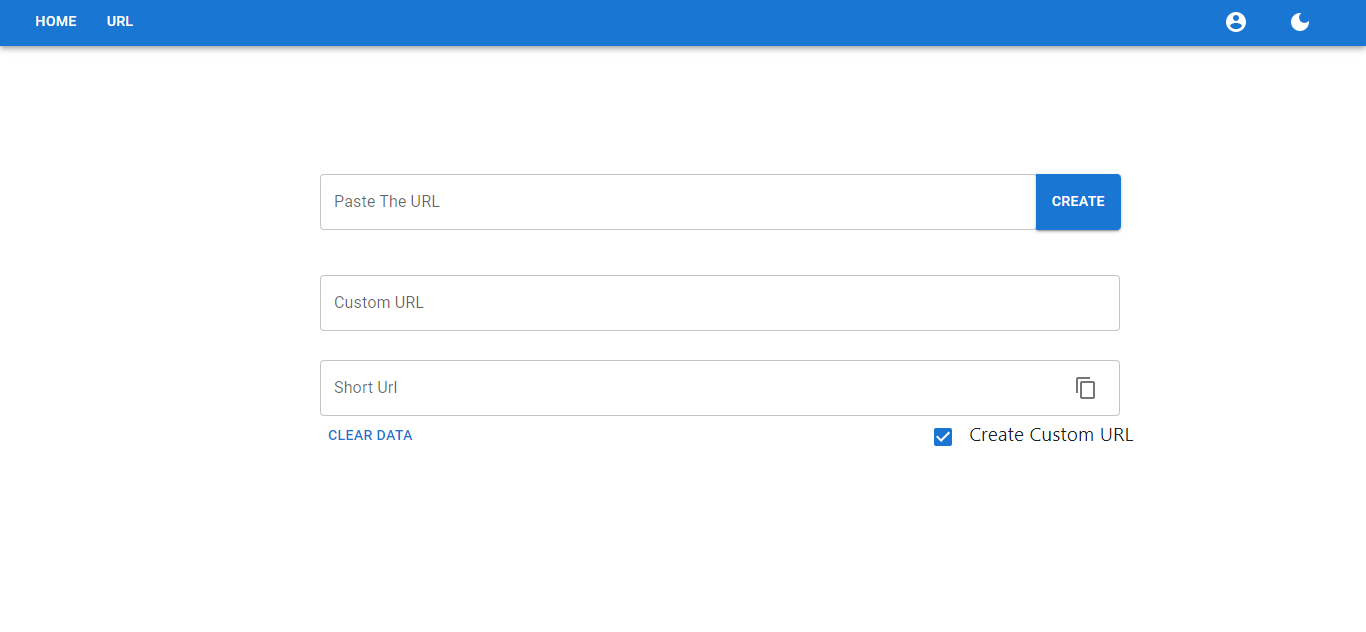 HOME URL
Paste The URL CREATE
Custom URL
Short Url
CLEAR DATA Create Custom URL